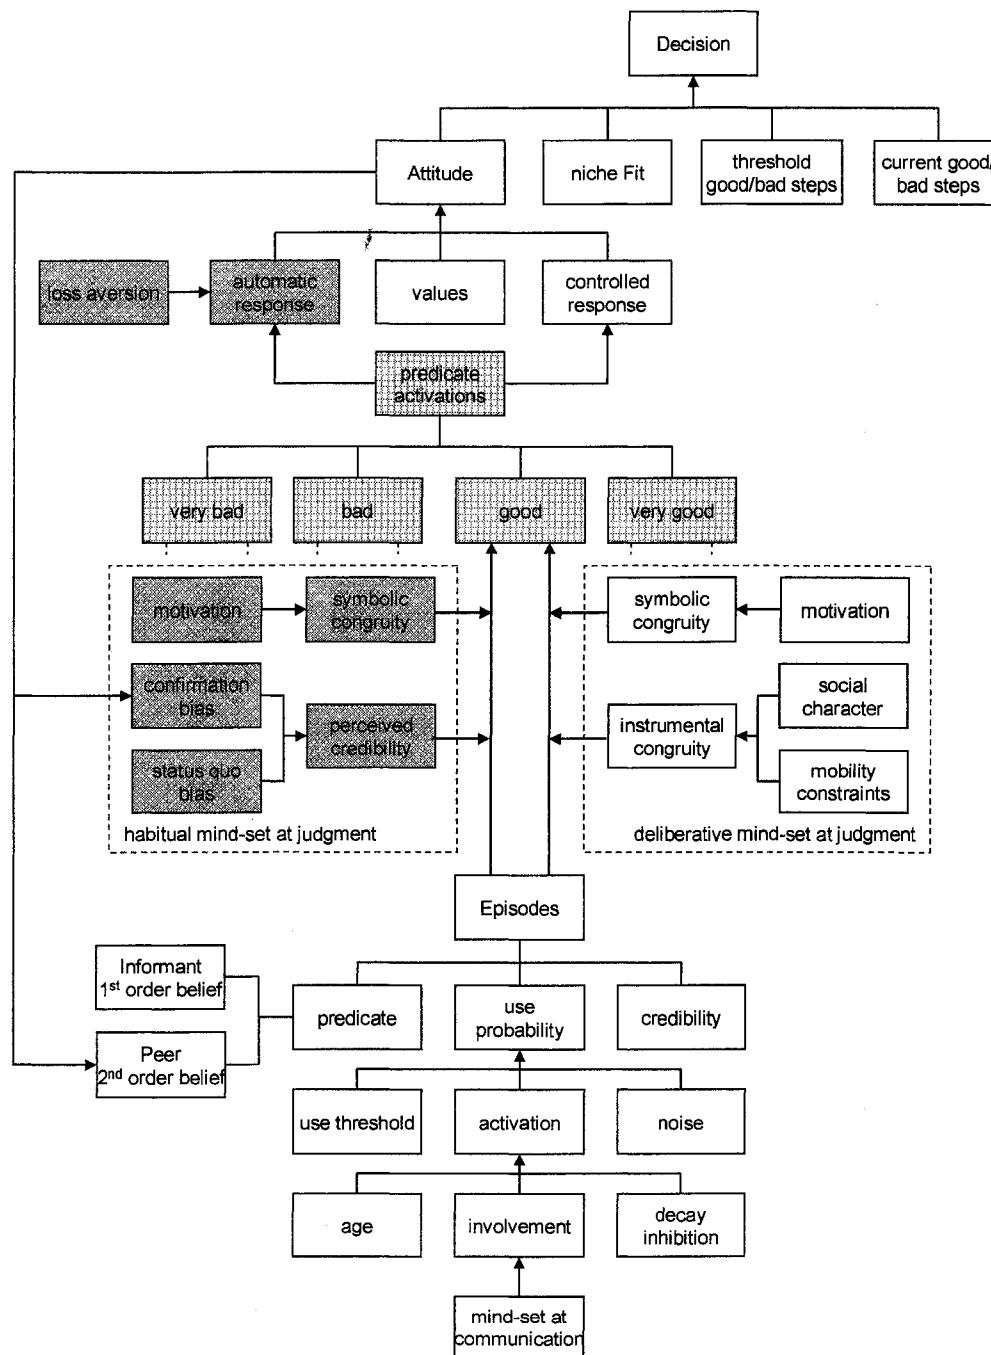 Decision
Attitude
niche Fit
threshold
good/bad steps
current good/
bad steps
loss aversion
automatic
response
values
controlled
response
predicate
activations
very bad
bad
good
very good
motivation
symbolic
congruity
symbolic
congruity
motivation
confirmation
bias
perceived
credibility
instrumental
congruity
social
character
status quo
bias
mobility
constraints
habitual mind-set at judgment
deliberative mind-set at judgment
Episodes
Informant
1st order belief
predicate
use
probability
credibility
Peer
2nd order belief
use threshold
activation
noise
age
involvement
decay
inhibition
mind-set at
communication